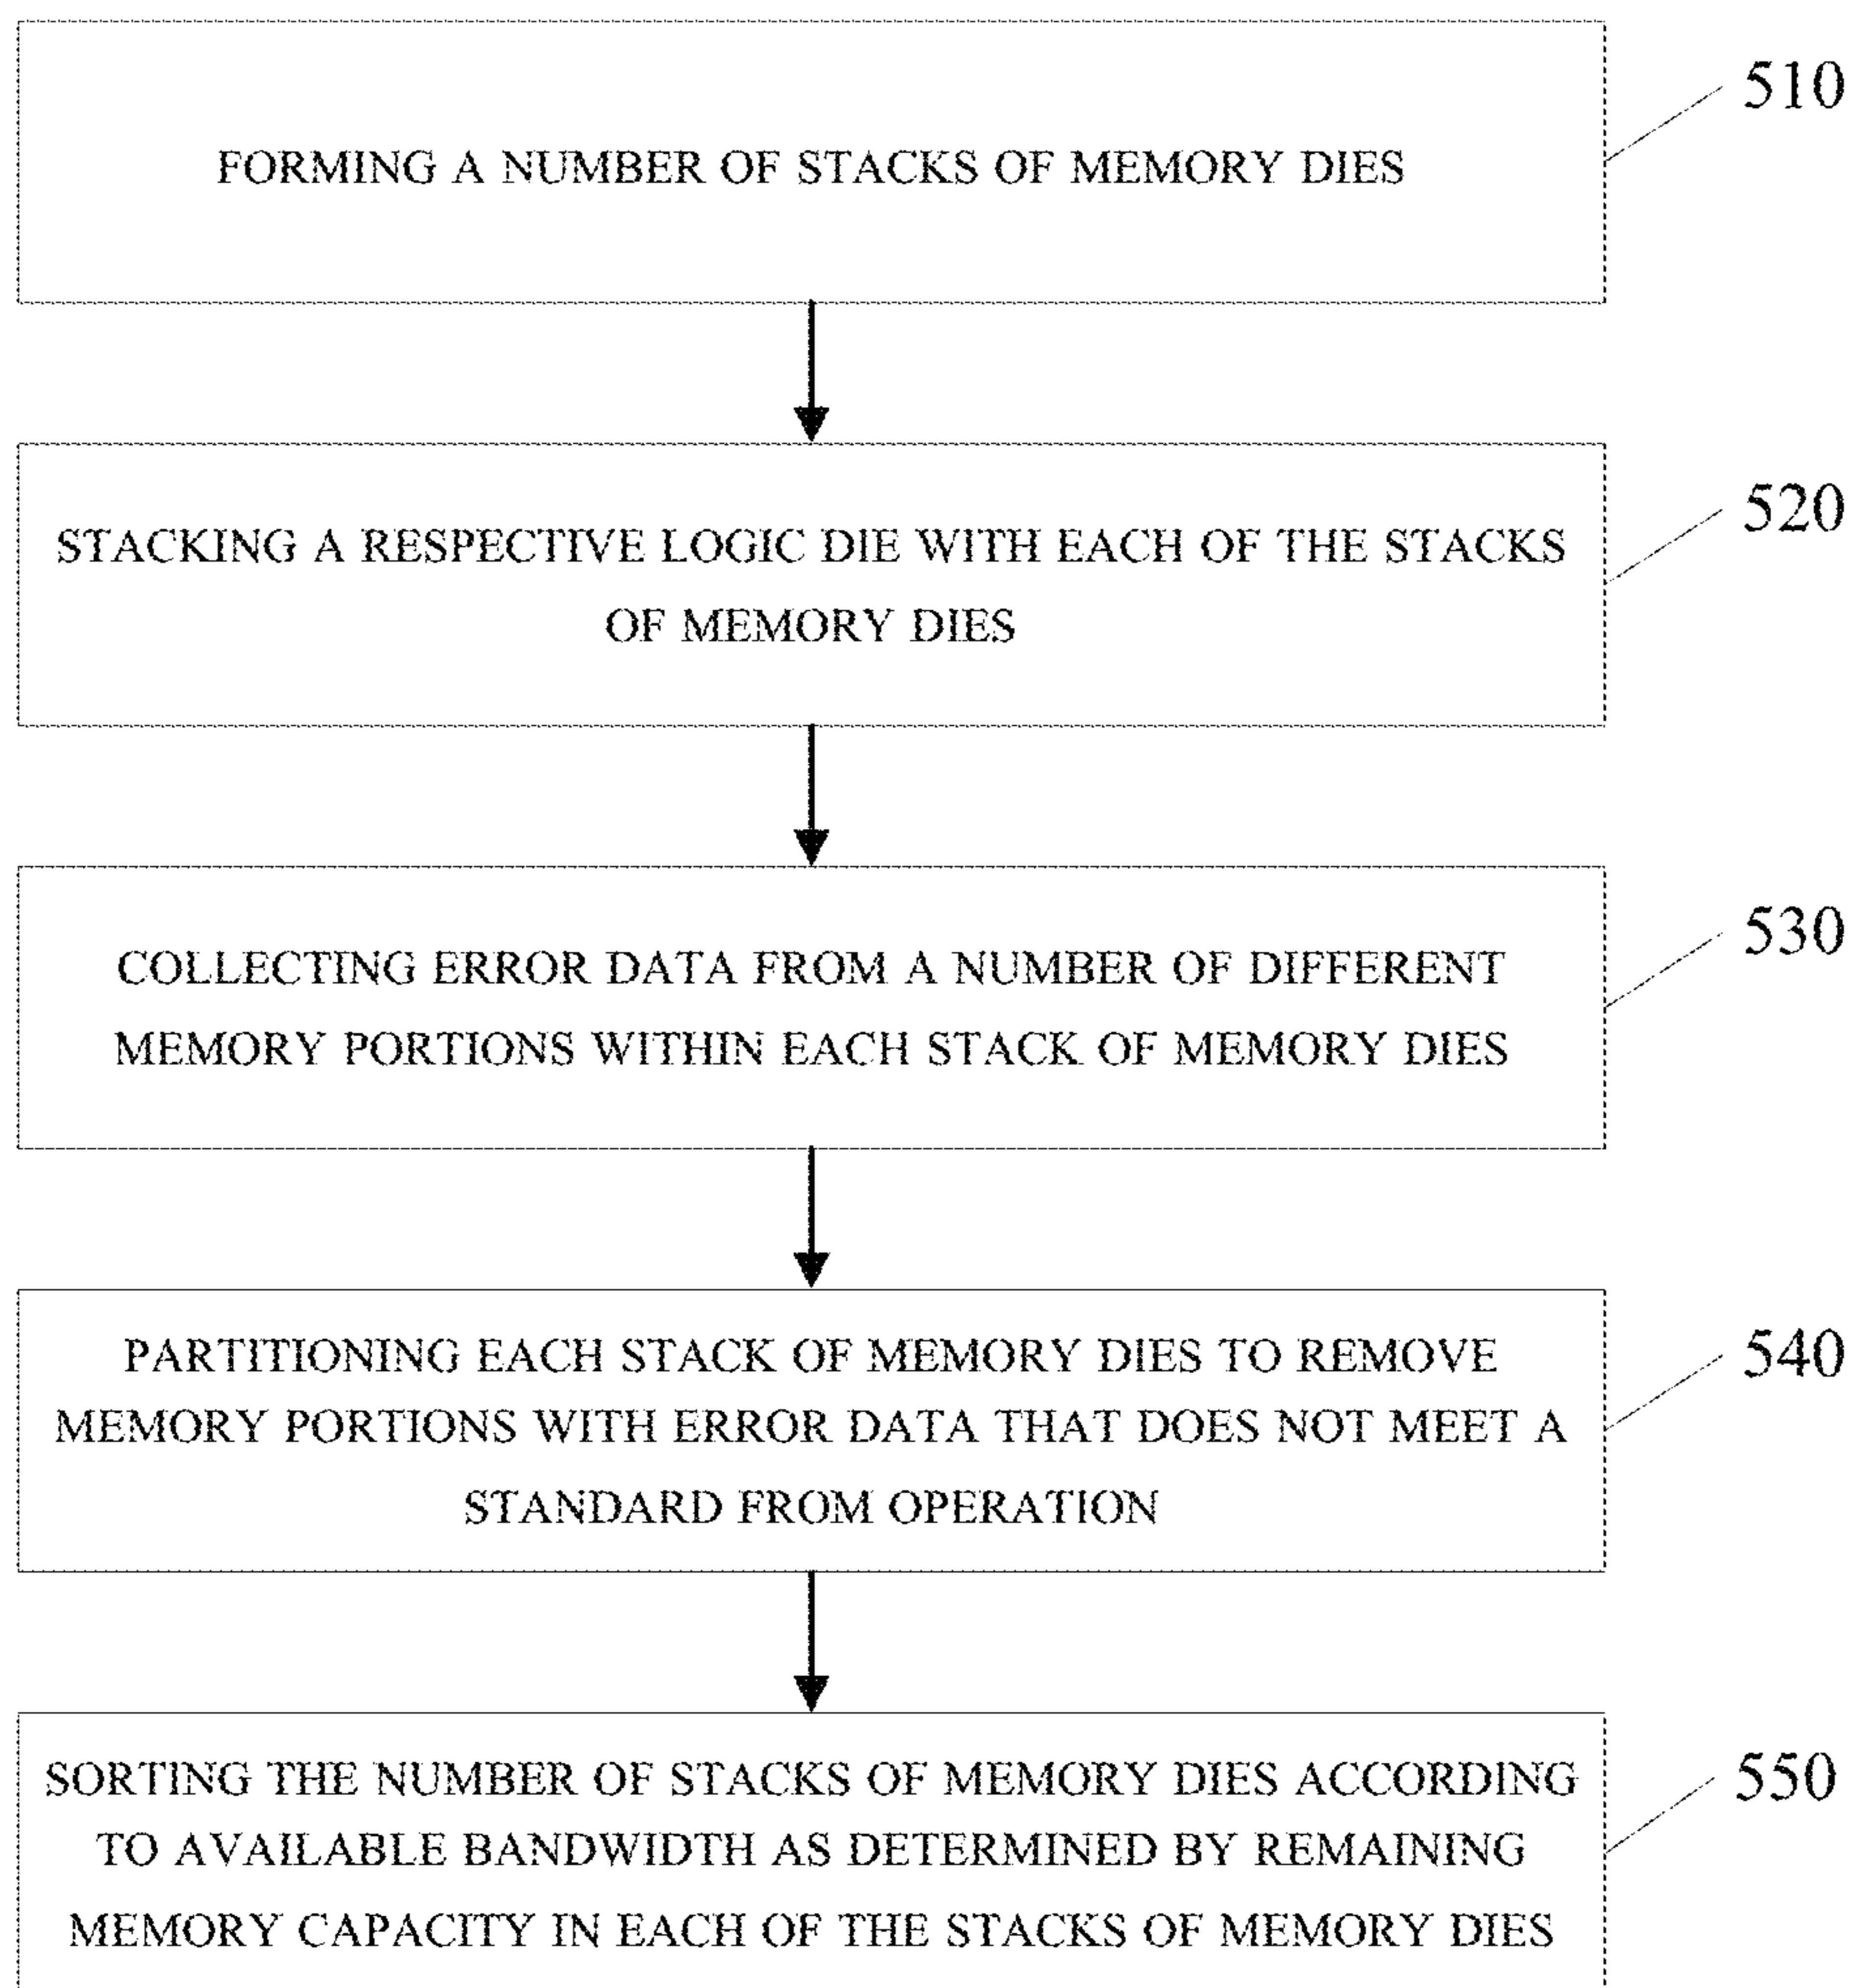 510
FORMING A NUMBER OF STACKS OF MEMORY DIES
520
STACKING A RESPECTIVE LOGIC DIE WITH EACH OF THE STACKS
OF MEMORY DIES
530
COLLECTING ERROR DATA FROM A NUMBER OF DIFFERENT
MEMORY PORTIONS WITHIN EACH STACK OF MEMORY DIES
540
PARTITIONING EACH STACK OF MEMORY DIES TO REMOVE
MEMORY PORTIONS WITH ERROR DATA THAT DOES NOT MEET A
STANDARD FROM OPERATION
550
SORTING THE NUMBER OF STACKS OF MEMORY DIES ACCORDING
TO AVAILABLE BANDWIDTH AS DETERMINED BY REMAINING
MEMORY CAPACITY IN EACH OF THE STACKS OF MEMORY DIES